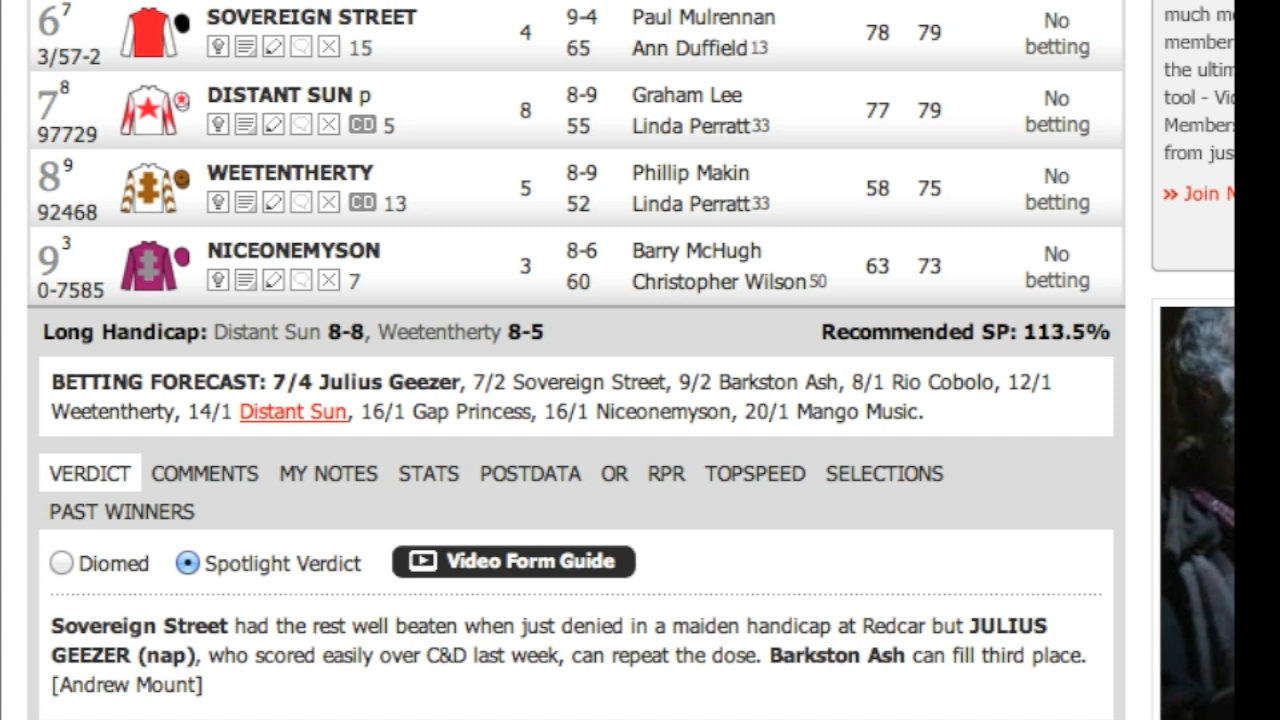 6 7 SOVEREIGN STREET 4 9-4 Paul Mulrennan 78 79 No
3/57-2 15 65 Ann Duffield 13 betting
7 8 DISTANT SUN p 8 8-9 Graham Lee 77 79 No
97729 CD 5 55 Linda Perratt 33 betting
8 9 WEETENTHERTY 5 8-9 Phillip Makin 58 75 No
92468 CD 13 52 Linda Perratt 33 betting
9 3 NICEONEMYSON 3 8-6 Barry McHugh 63 73 No
0-7585 7 60 Christopher Wilson 50 betting
Long Handicap: Distant Sun 8-8, Weetentherty 8-5 Recommended SP: 113.5%
BETTING FORECAST: 7/4 Julius Geezer, 7/2 Sovereign Street, 9/2 Barkston Ash, 8/1 Rio Cobolo, 12/1
Weetentherty, 14/1 Distant Sun, 16/1 Gap Princess, 16/1 Niceonemyson, 20/1 Mango Music.
VERDICT COMMENTS MY NOTES STATS POSTDATA OR RPR TOPSPEED SELECTIONS
PAST WINNERS
Diomed Spotlight Verdict Video Form Guide
Sovereign Street had the rest well beaten when just denied in a maiden handicap at Redcar but JULIUS
GEEZER (nap), who scored easily over C&D last week, can repeat the dose. Barkston Ash can fill third place.
[Andrew Mount]
much
member
the
tool -
from
» Join